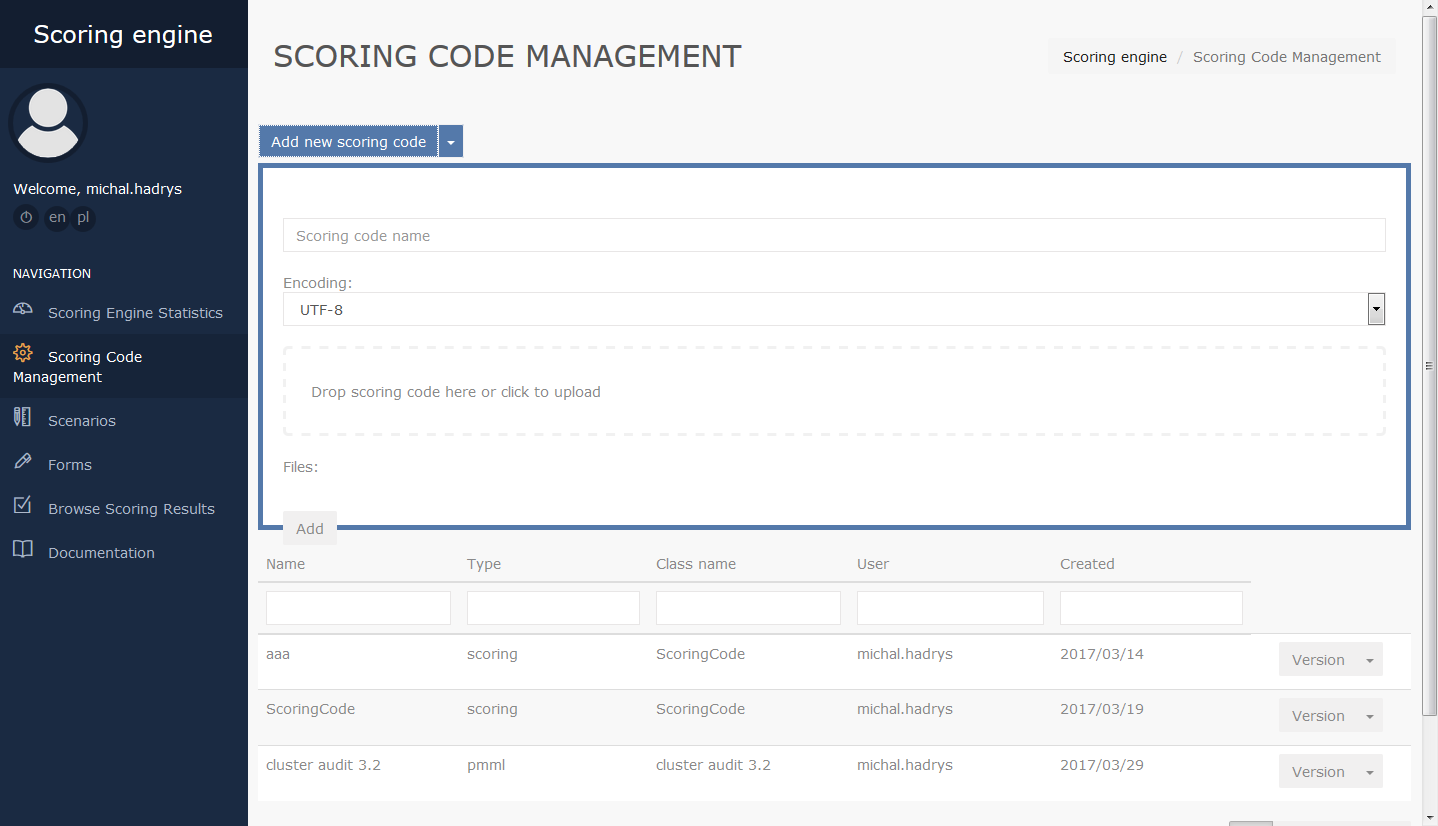 Scoring engine
SCORING CODE MANAGEMENT
Scoring engine / Scoring Code Management
Welcome, michal.hadrys
en pl
NAVIGATION
Scoring Engine Statistics
Scoring Code
Management
Scenarios
Forms
Browse Scoring Results
Documentation
Add new scoring code
Scoring code name
Encoding:
UTF-8
Drop scoring code here or click to upload
Files:
Add
Name Type Class name User Created
aaa scoring ScoringCode michal.hadrys 2017/03/14 Version
ScoringCode scoring ScoringCode michal.hadrys 2017/03/19 Version
cluster audit 3.2 pmml cluster audit 3.2 michal.hadrys 2017/03/29 Version